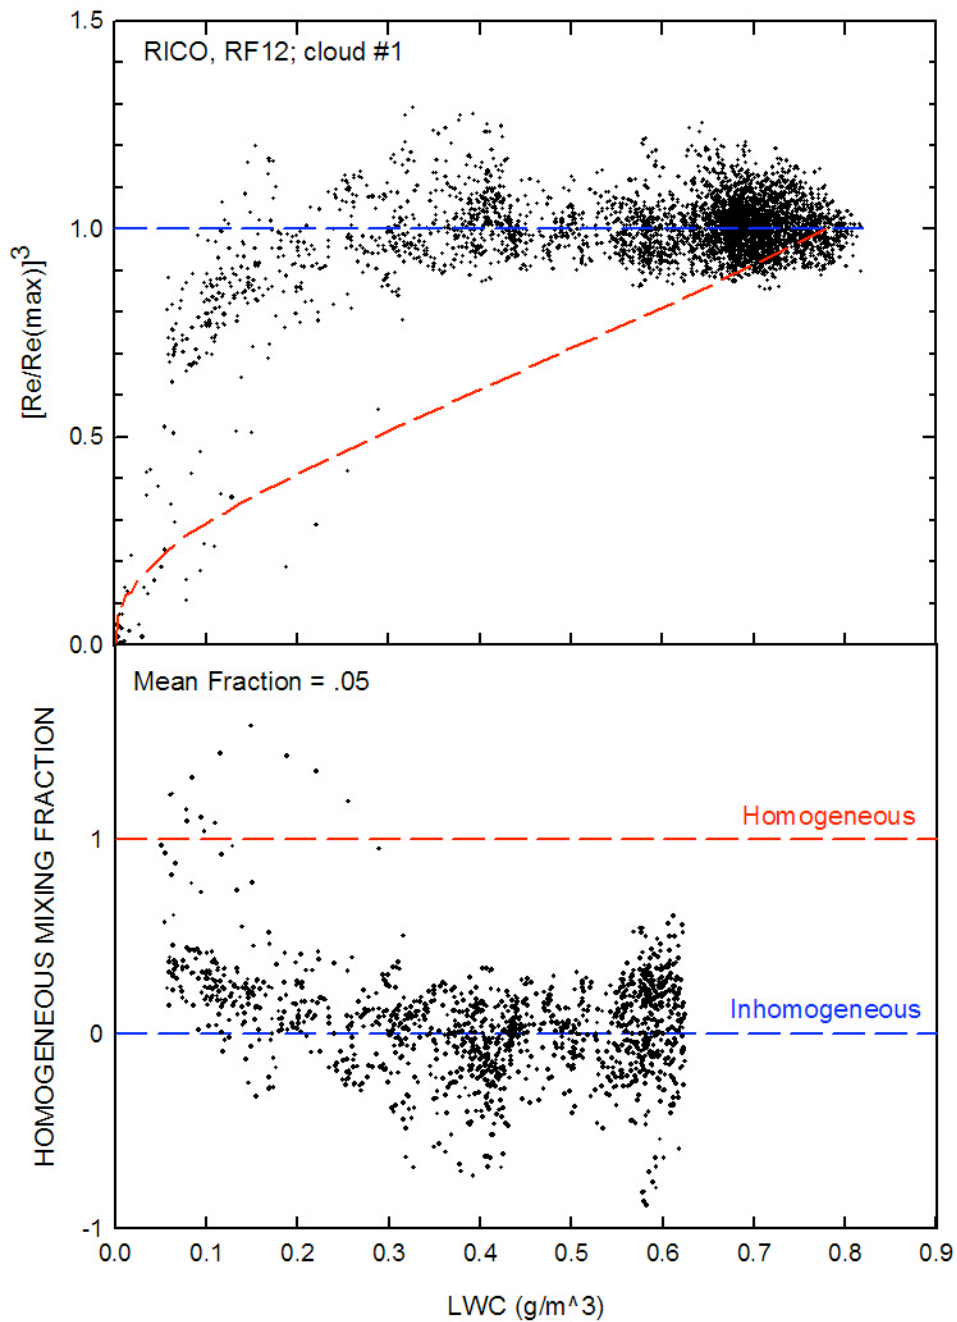 1.5
RICO, RF12; cloud #1
1.0
[Re/Re(max)]^3
0.5
0.0
Mean Fraction = .05
HOMOGENEOUS MIXING FRACTION
Homogeneous
1
Inhomogeneous
0
-1
0.0 0.1 0.2 0.3 0.4 0.5 0.6 0.7 0.8 0.9
LWC (g/m^3)